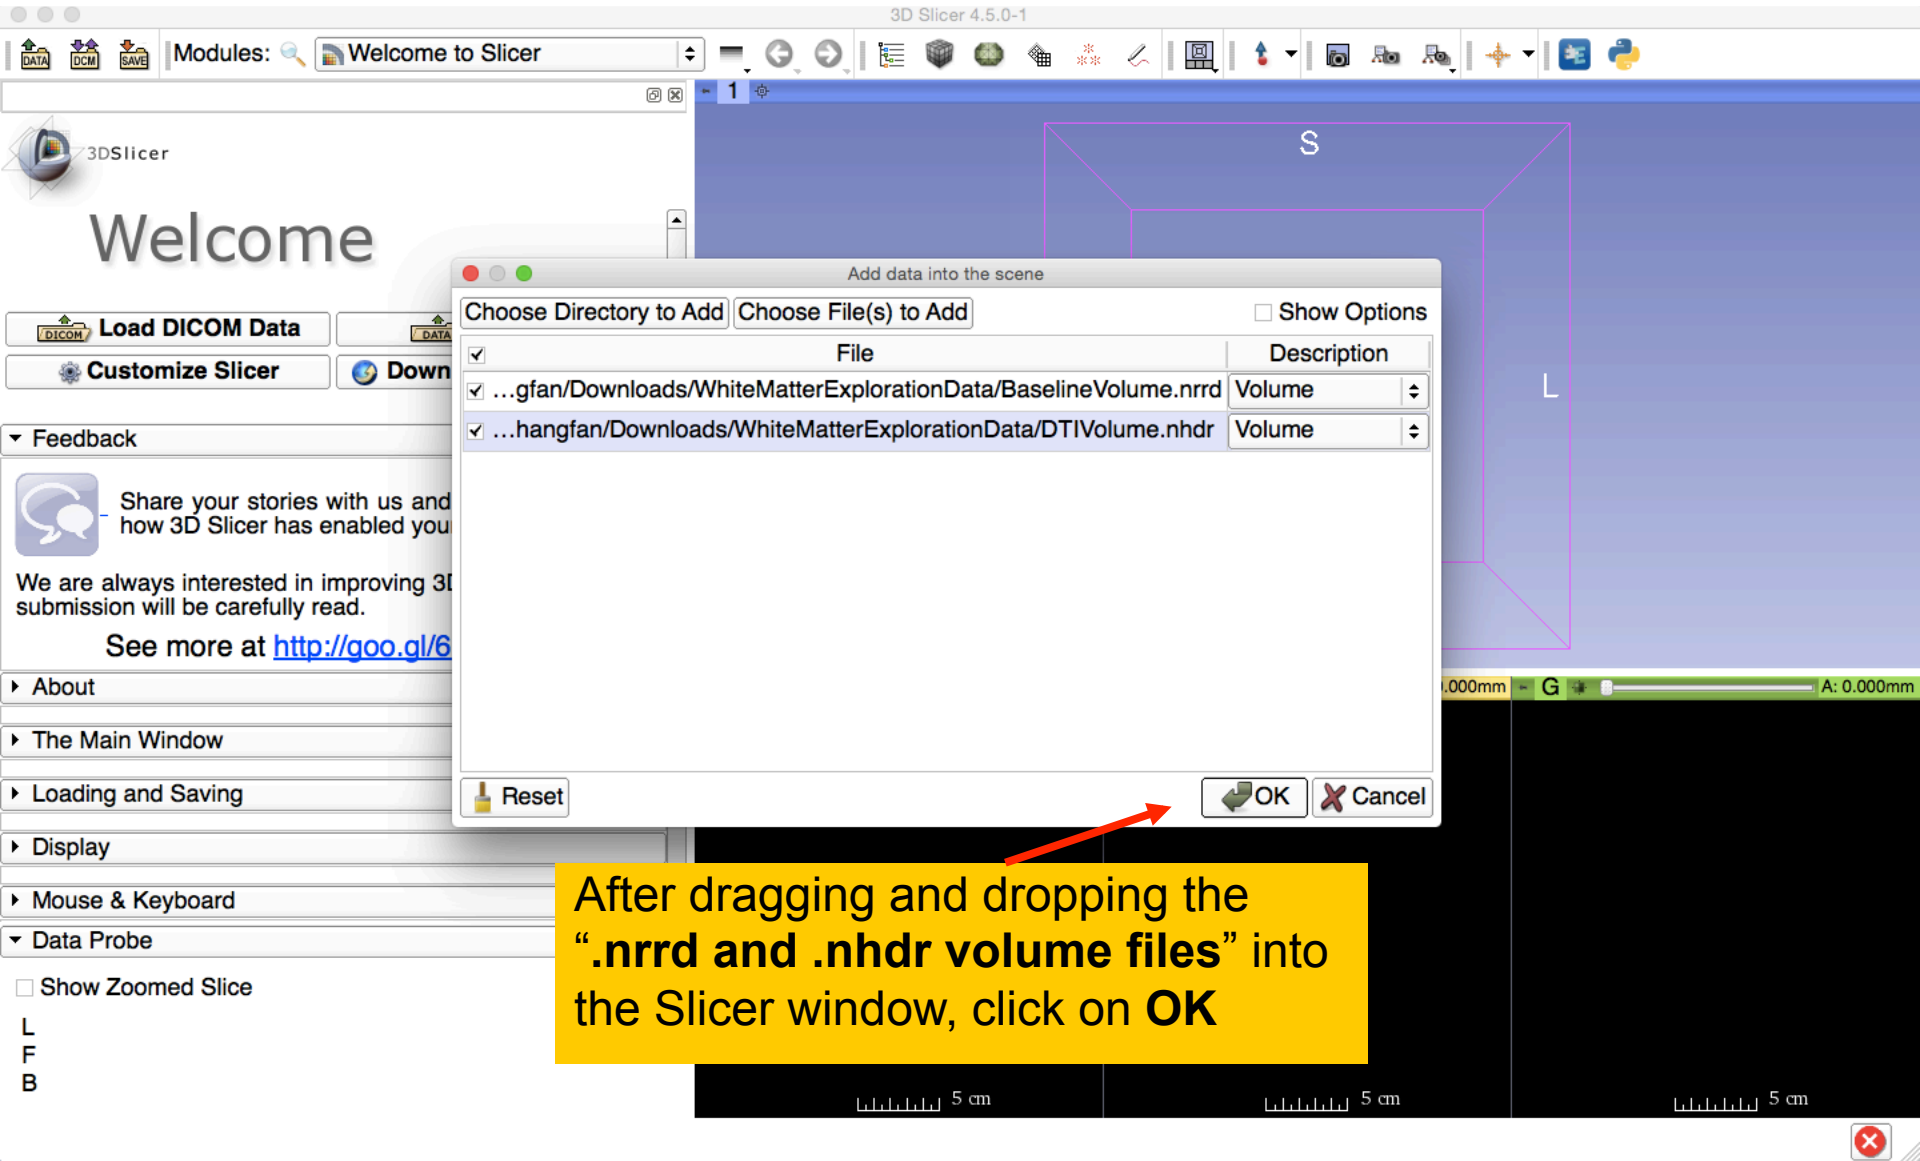 3D Slicer 4.5.0-1
DATA DCM SAVE Modules: Welcome to Slicer
1
3DSlicer
Welcome
S
L
Add data into the scene
Choose Directory to Add Choose File(s) to Add Show Options
File Description
...gfan/Downloads/WhiteMatterExplorationData/BaselineVolume.nrrd Volume
...hangfan/Downloads/WhiteMatterExplorationData/DTIVolume.nhdr Volume
Reset OK Cancel
DICOM Load DICOM Data DATA
Customize Slicer Down
Feedback
Share your stories with us and
how 3D Slicer has enabled you
We are always interested in improving 3D
submission will be carefully read.
See more at http://goo.gl/6
About
The Main Window
Loading and Saving
Display
Mouse & Keyboard
Data Probe
Show Zoomed Slice
L
F
B
.000mm G A: 0.000mm
After dragging and dropping the
“.nrrd and .nhdr volume files” into
the Slicer window, click on OK
5 cm 5 cm 5 cm